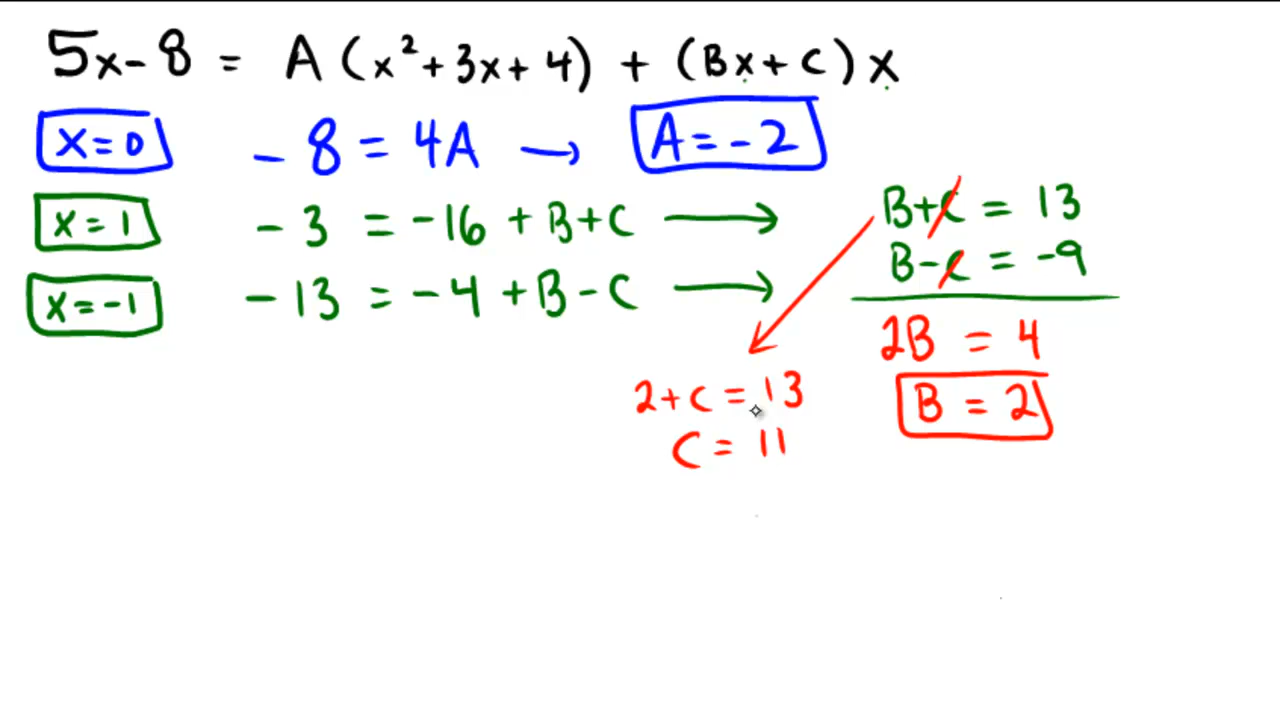 5x - 8 = A(x² + 3x + 4) + (Bx + C)x
x = 0 -8 = 4A → A = -2
x = 1 -3 = -16 + B + C → B + C = 13
x = -1 -13 = -4 + B - C → B - C = -9
2B = 4
2 + C = 13 B = 2
C = 11